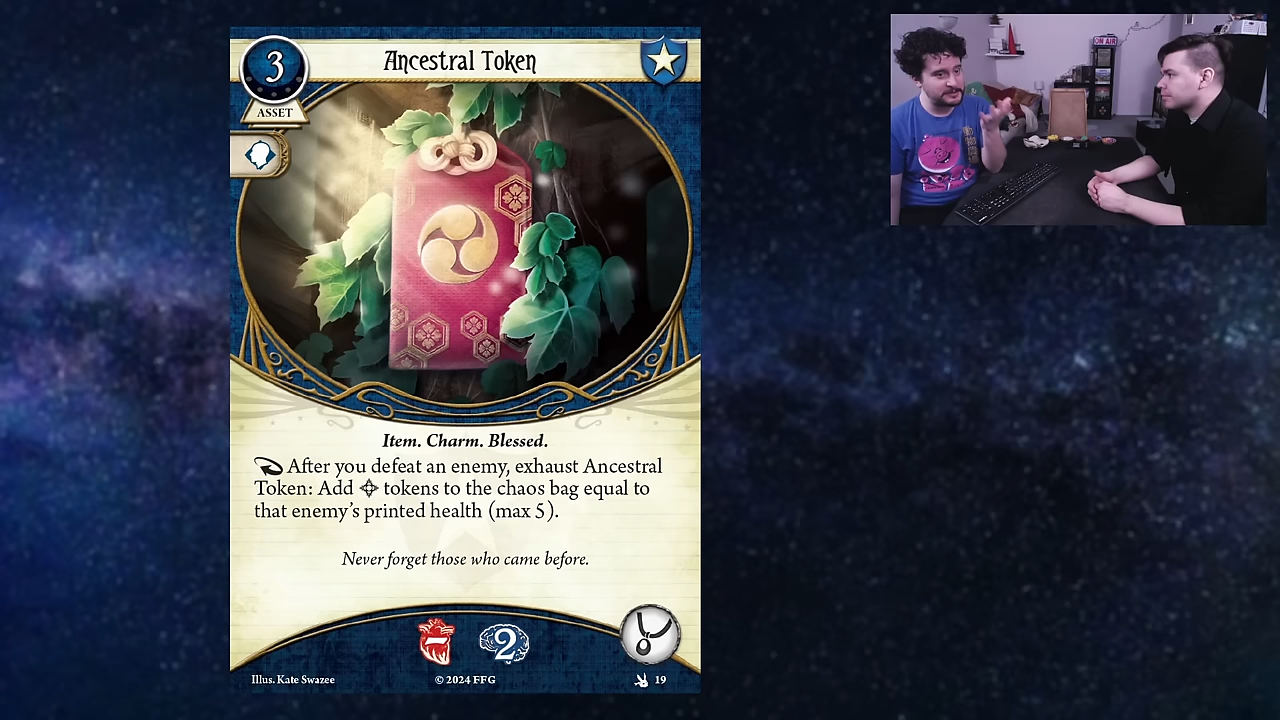 3
Ancestral Token
ASSET
Item. Charm. Blessed.
After you defeat an enemy, exhaust Ancestral
Token: Add tokens to the chaos bag equal to
that enemy's printed health (max 5).
Never forget those who came before.
2
Illus. Kate Swazee
© 2024 FFG
19
ON AIR